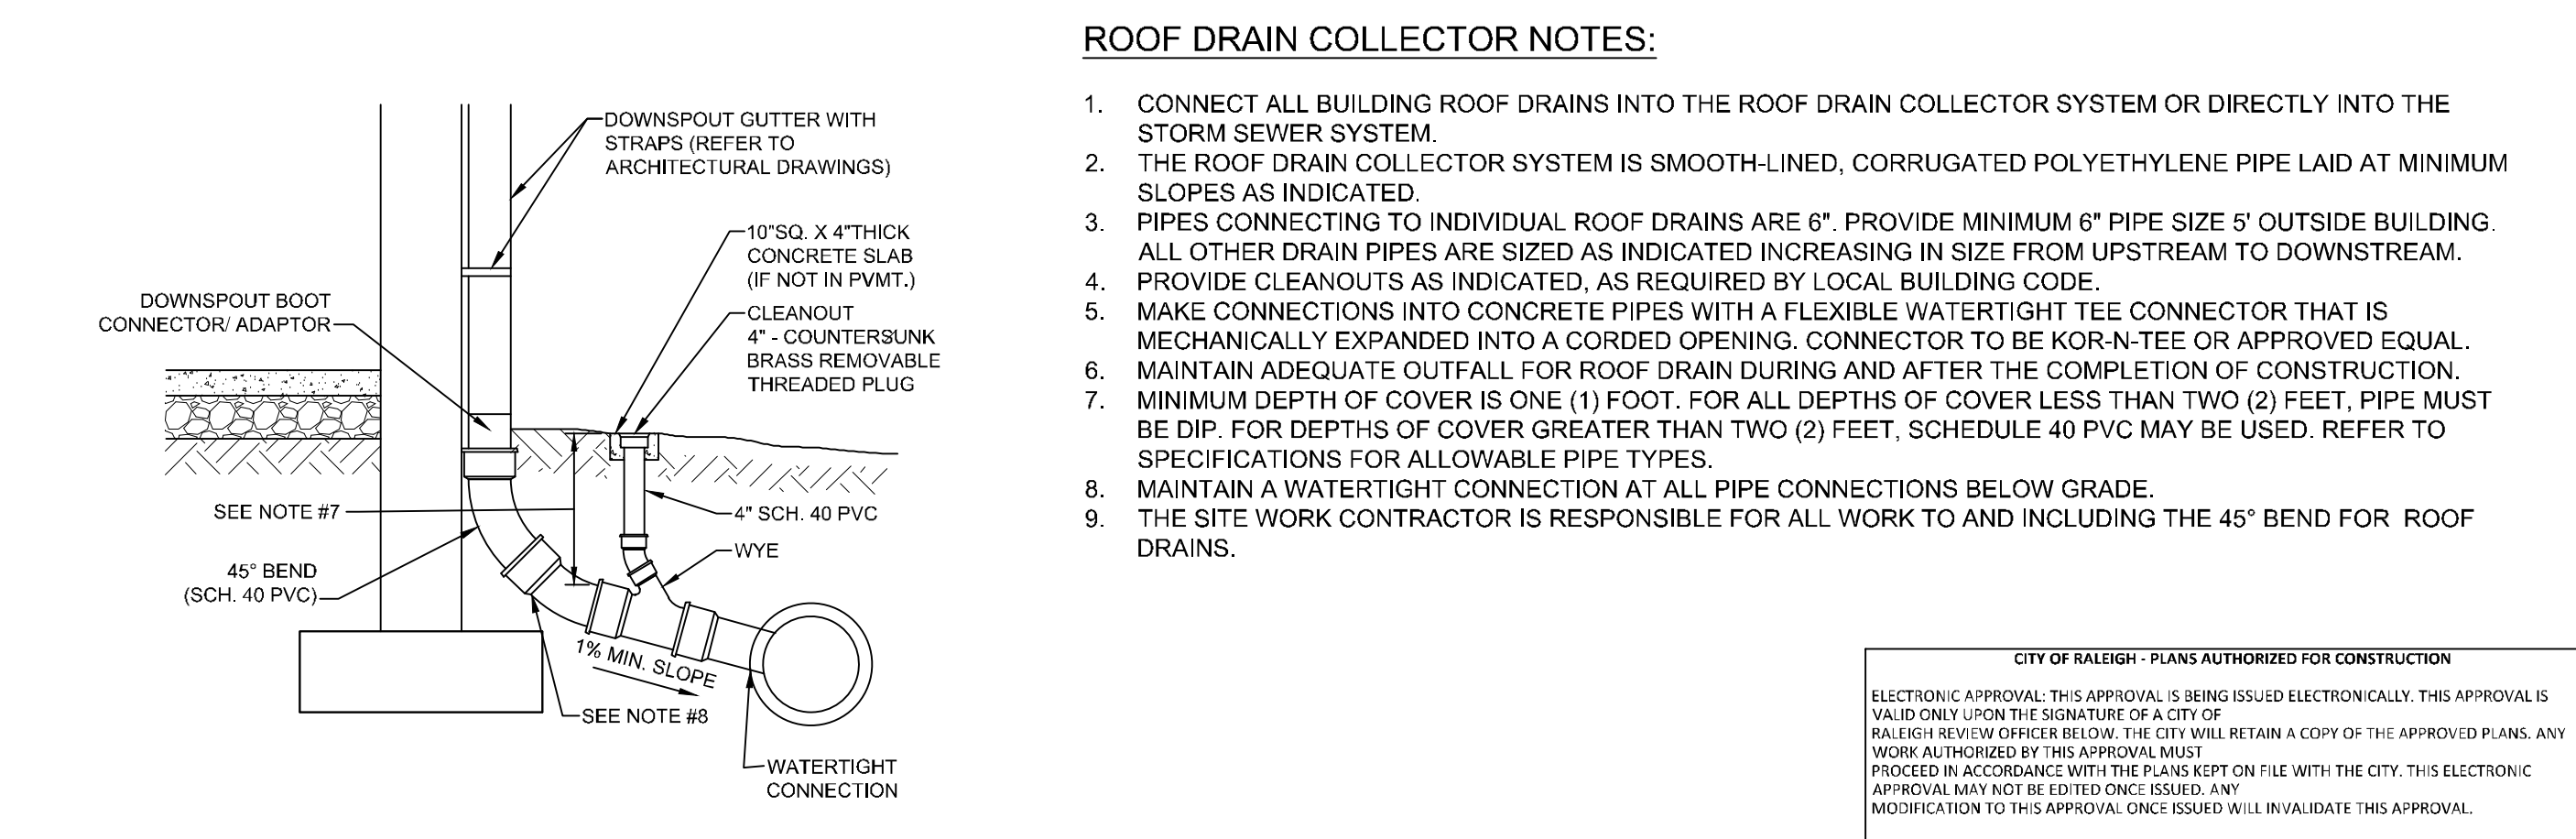 DOWNSPOUT GUTTER WITH
STRAPS (REFER TO
ARCHITECTURAL DRAWINGS)
10"SQ. X 4"THICK
CONCRETE SLAB
(IF NOT IN PVMT.)
DOWNSPOUT BOOT
CONNECTOR/ ADAPTOR
CLEANOUT
4" - COUNTERSUNK
BRASS REMOVABLE
THREADED PLUG
SEE NOTE #7
4" SCH. 40 PVC
WYE
45° BEND
(SCH. 40 PVC)
1% MIN. SLOPE
SEE NOTE #8
WATERTIGHT
CONNECTION
ROOF DRAIN COLLECTOR NOTES:
1. CONNECT ALL BUILDING ROOF DRAINS INTO THE ROOF DRAIN COLLECTOR SYSTEM OR DIRECTLY INTO THE
STORM SEWER SYSTEM.
2. THE ROOF DRAIN COLLECTOR SYSTEM IS SMOOTH-LINED, CORRUGATED POLYETHYLENE PIPE LAID AT MINIMUM
SLOPES AS INDICATED.
3. PIPES CONNECTING TO INDIVIDUAL ROOF DRAINS ARE 6". PROVIDE MINIMUM 6" PIPE SIZE 5' OUTSIDE BUILDING.
ALL OTHER DRAIN PIPES ARE SIZED AS INDICATED INCREASING IN SIZE FROM UPSTREAM TO DOWNSTREAM.
4. PROVIDE CLEANOUTS AS INDICATED, AS REQUIRED BY LOCAL BUILDING CODE.
5. MAKE CONNECTIONS INTO CONCRETE PIPES WITH A FLEXIBLE WATERTIGHT TEE CONNECTOR THAT IS
MECHANICALLY EXPANDED INTO A CORDED OPENING. CONNECTOR TO BE KOR-N-TEE OR APPROVED EQUAL.
6. MAINTAIN ADEQUATE OUTFALL FOR ROOF DRAIN DURING AND AFTER THE COMPLETION OF CONSTRUCTION.
7. MINIMUM DEPTH OF COVER IS ONE (1) FOOT. FOR ALL DEPTHS OF COVER LESS THAN TWO (2) FEET, PIPE MUST
BE DIP. FOR DEPTHS OF COVER GREATER THAN TWO (2) FEET, SCHEDULE 40 PVC MAY BE USED. REFER TO
SPECIFICATIONS FOR ALLOWABLE PIPE TYPES.
8. MAINTAIN A WATERTIGHT CONNECTION AT ALL PIPE CONNECTIONS BELOW GRADE.
9. THE SITE WORK CONTRACTOR IS RESPONSIBLE FOR ALL WORK TO AND INCLUDING THE 45° BEND FOR ROOF
DRAINS.
CITY OF RALEIGH - PLANS AUTHORIZED FOR CONSTRUCTION
ELECTRONIC APPROVAL: THIS APPROVAL IS BEING ISSUED ELECTRONICALLY. THIS APPROVAL IS
VALID ONLY UPON THE SIGNATURE OF A CITY OF
RALEIGH REVIEW OFFICER BELOW. THE CITY WILL RETAIN A COPY OF THE APPROVED PLANS. ANY
WORK AUTHORIZED BY THIS APPROVAL MUST
PROCEED IN ACCORDANCE WITH THE PLANS KEPT ON FILE WITH THE CITY. THIS ELECTRONIC
APPROVAL MAY NOT BE EDITED ONCE ISSUED. ANY
MODIFICATION TO THIS APPROVAL ONCE ISSUED WILL INVALIDATE THIS APPROVAL.